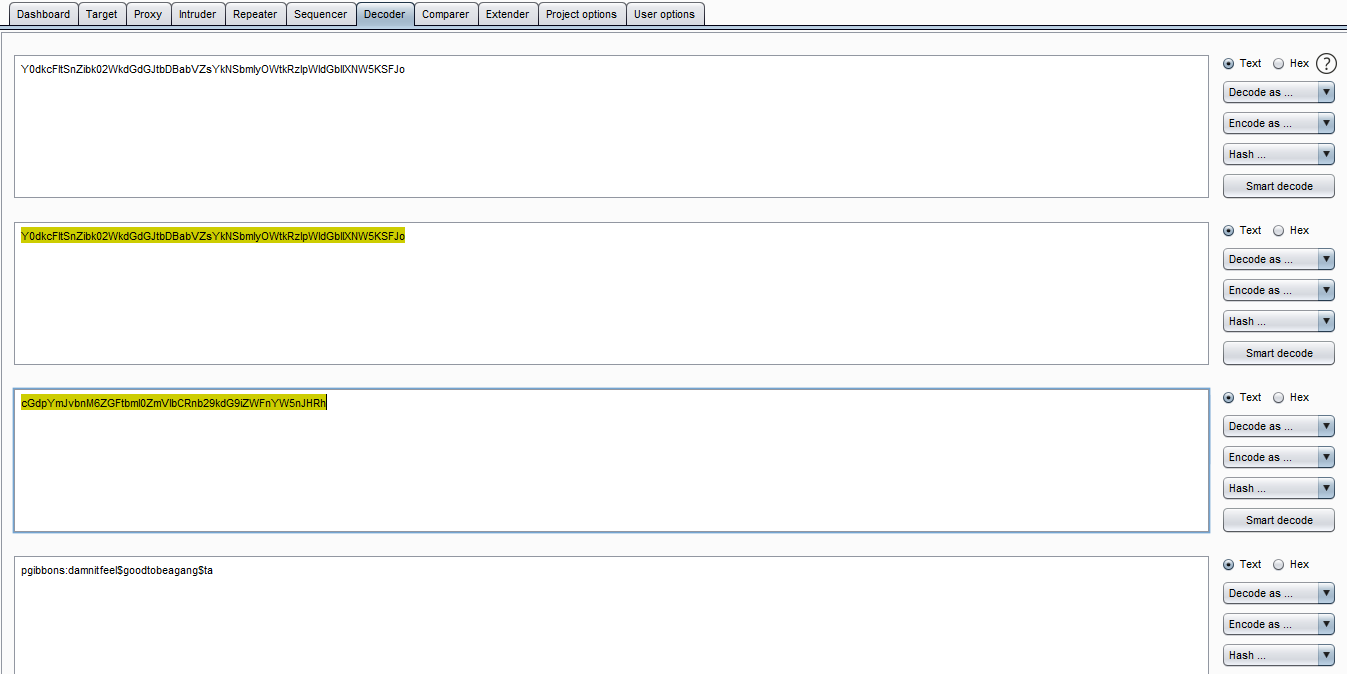 Dashboard Target Proxy Intruder Repeater Sequencer Decoder Comparer Extender Project options User options
Y0dkcFltSnZibk02WkdGdGJtbDBabVZsYkNSbmIyOWtkRzlpWldGbllXNW5KSFJo
Text Hex ?
Decode as ...
Encode as ...
Hash ...
Smart decode
Y0dkcFltSnZibk02WkdGdGJtbDBabVZsYkNSbmIyOWtkRzlpWldGbllXNW5KSFJo
Text Hex
Decode as ...
Encode as ...
Hash ...
Smart decode
cGdpYmJvbnM6ZGFtbml0ZmVlbCRnb29kdG9iZWFnYW5nJHRh
Text Hex
Decode as ...
Encode as ...
Hash ...
Smart decode
pgibbons:damnitfeel$goodtobeagang$ta
Text Hex
Decode as ...
Encode as ...
Hash ...